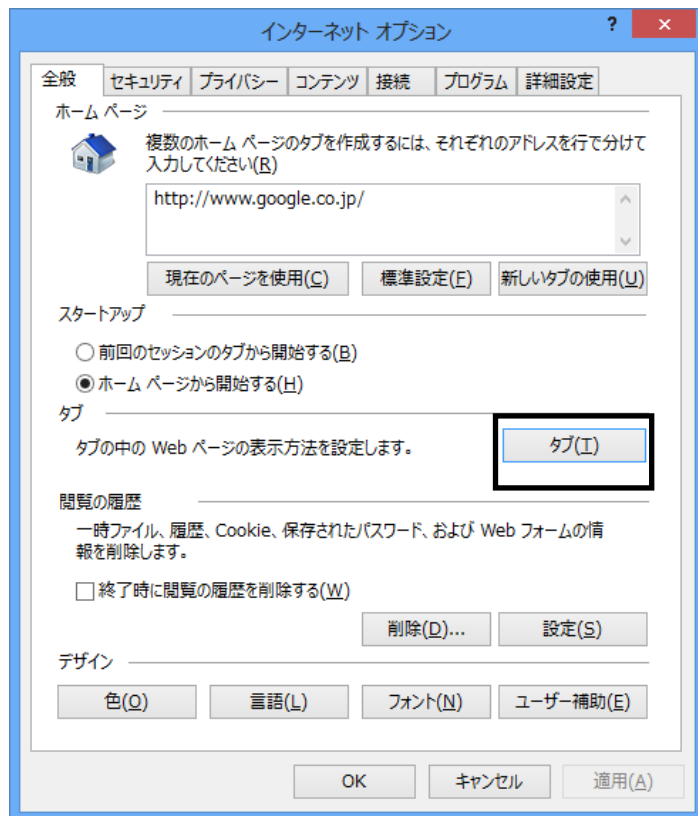 インターネット オプション
?
×
全般 セキュリティ プライバシー コンテンツ 接続 プログラム 詳細設定
ホーム ページ
複数のホーム ページのタブを作成するには、それぞれのアドレスを行で分けて
入力してください(R)
http://www.google.co.jp/
現在のページを使用(C) 標準設定(F) 新しいタブの使用(U)
スタートアップ
前回のセッションのタブから開始する(B)
ホーム ページから開始する(H)
タブ
タブの中の Web ページの表示方法を設定します。 タブ(T)
閲覧の履歴
一時ファイル、履歴、Cookie、保存されたパスワード、および Web フォームの情
報を削除します。
終了時に閲覧の履歴を削除する(W)
削除(D)... 設定(S)
デザイン
色(O) 言語(L) フォント(N) ユーザー補助(E)
OK キャンセル 適用(A)